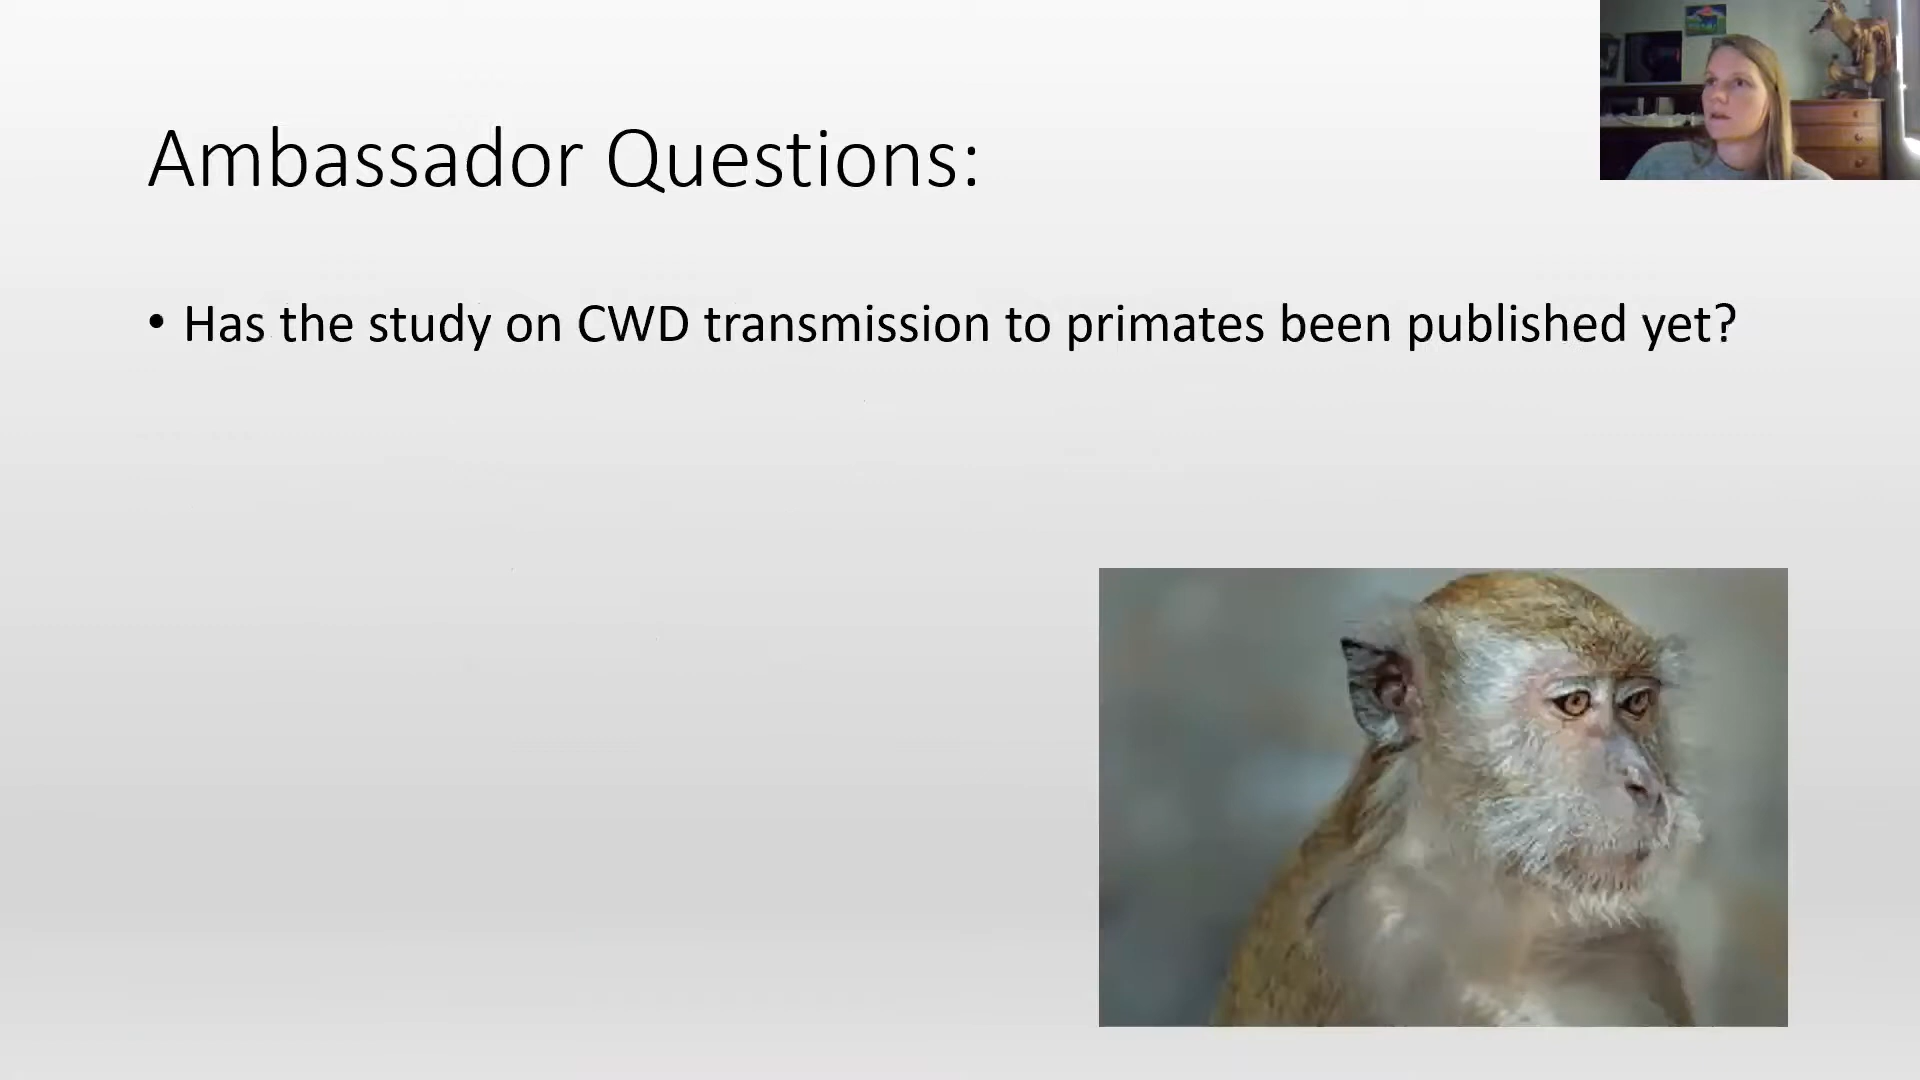 Ambassador Questions:
• Has the study on CWD transmission to primates been published yet?